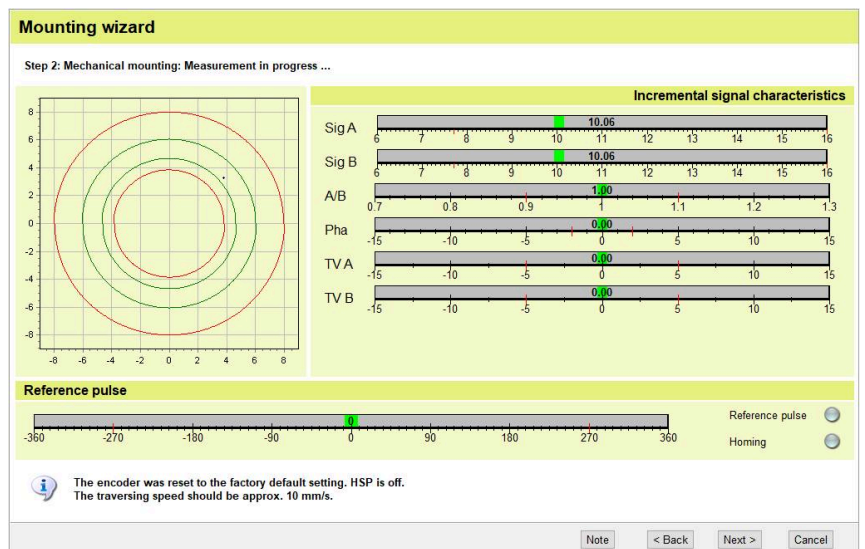 Mounting wizard
Step 2: Mechanical mounting: Measurement in progress ...
Incremental signal characteristics
8
6
4
2
0
-2
-4
-6
-8
-8 -6 -4 -2 0 2 4 6 8
Sig A 10.06
6 7 8 9 10 11 12 13 14 15 16
Sig B 10.06
6 7 8 9 10 11 12 13 14 15 16
A/B 1.00
0.7 0.8 0.9 1 1.1 1.2 1.3
Pha 0.00
-15 -10 -5 0 5 10 15
TV A 0.00
-15 -10 -5 0 5 10 15
TV B 0.00
-15 -10 -5 0 5 10 15
Reference pulse
0
-360 -270 -180 -90 0 90 180 270 360
Reference pulse
Homing
The encoder was reset to the factory default setting. HSP is off.
The traversing speed should be approx. 10 mm/s.
Note < Back Next > Cancel